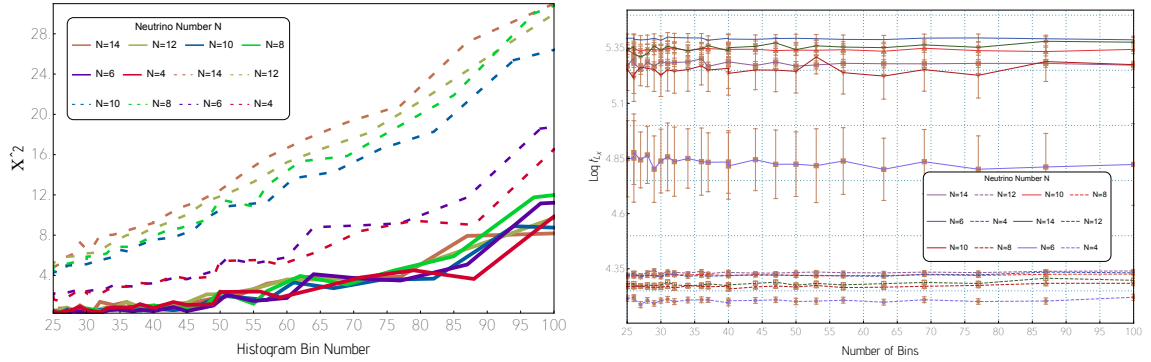 Neutrino Number N
N=14 N=12 N=10 N=8
N=6 N=4 N=14 N=12
N=10 N=8 N=6 N=4
28
24
20
16
12
8
4
X^2
25 30 35 40 45 50 55 60 65 70 75 80 85 90 95 100
Histogram Bin Number
5.35
5.1
4.85
4.6
4.35
Log t_Lx
Neutrino Number N
N=14 N=12 N=10 N=8
N=6 N=4 N=14 N=12
N=10 N=8 N=6 N=4
25 30 35 40 45 50 55 60 65 70 75 80 85 90 95 100
Number of Bins